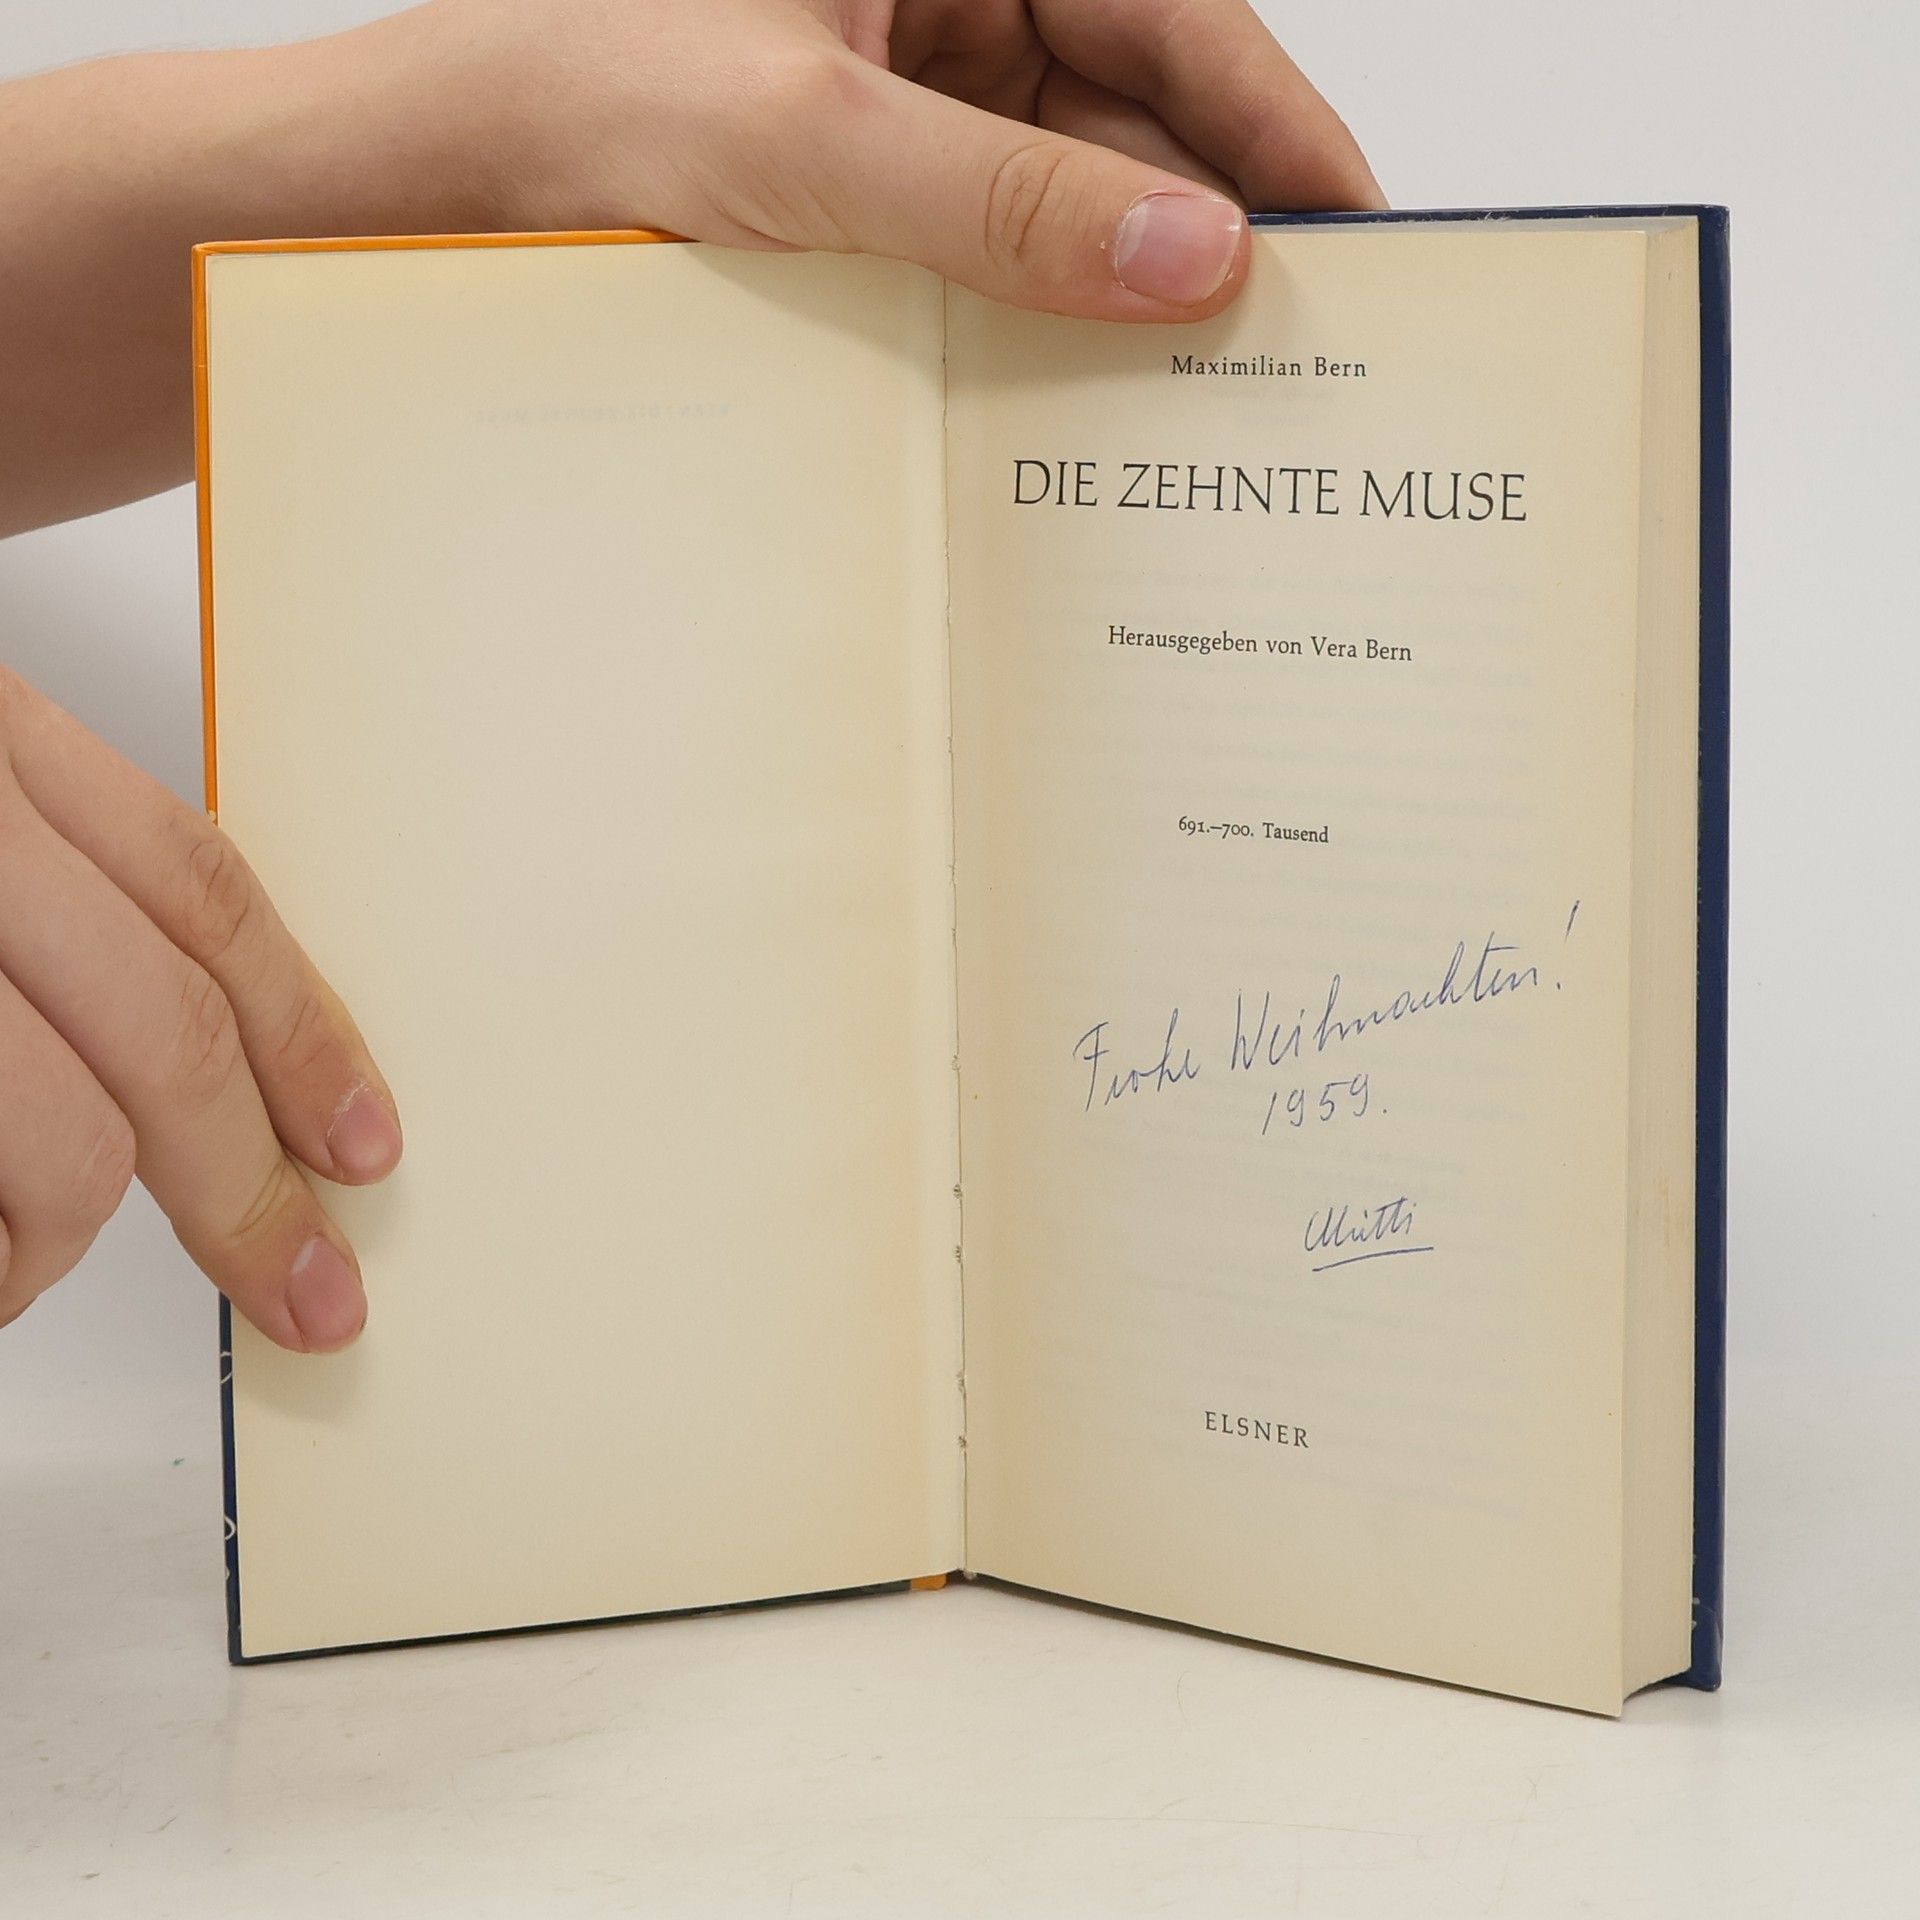 Maximilian Bern
DIE ZEHNTE MUSE
Herausgegeben von Vera Bern
691.–700. Tausend
Frohe Weihnachten!
1959.
Mutti
ELSNER